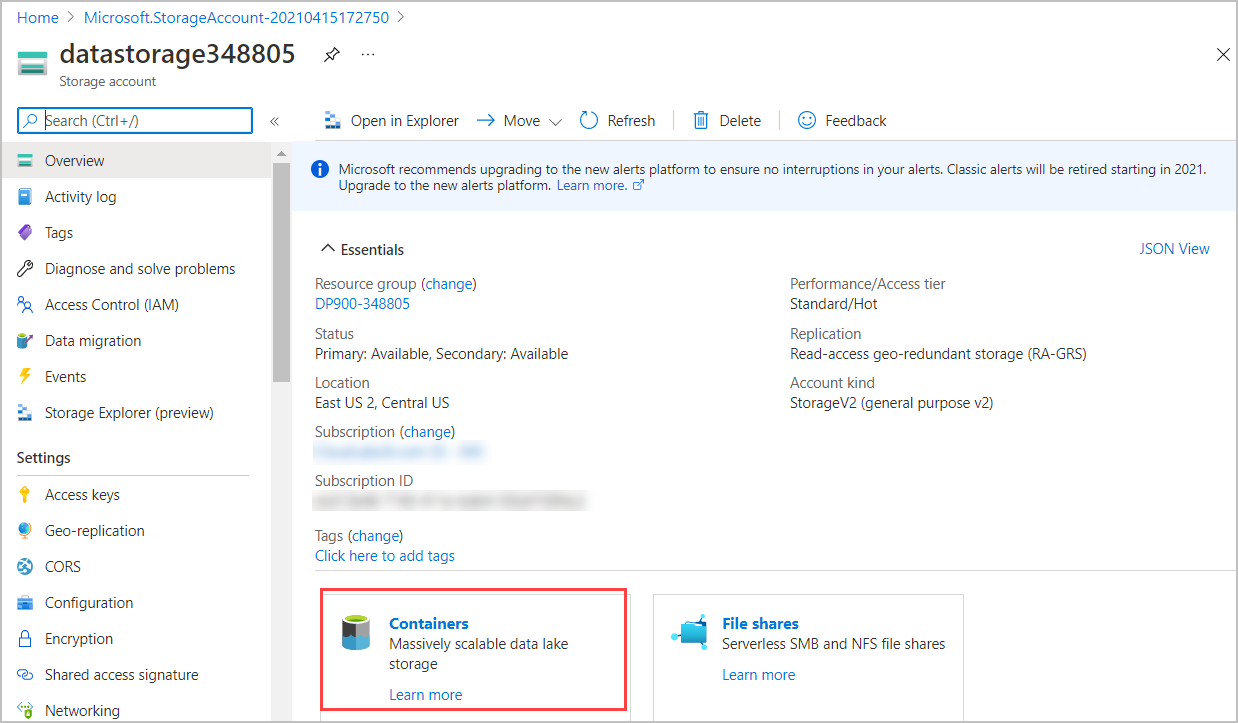 Home > Microsoft.StorageAccount-20210415172750 >
datastorage348805
...
Storage account
Search (Ctrl+/)
«
Open in Explorer
Move
Refresh
Delete
Feedback
Overview
Activity log
Tags
Diagnose and solve problems
Access Control (IAM)
Data migration
Events
Storage Explorer (preview)
Settings
Access keys
Geo-replication
CORS
Configuration
Encryption
Shared access signature
Networking
Microsoft recommends upgrading to the new alerts platform to ensure no interruptions in your alerts. Classic alerts will be retired starting in 2021.
Upgrade to the new alerts platform. Learn more.
Essentials
JSON View
Resource group (change)
DP900-348805
Status
Primary: Available, Secondary: Available
Location
East US 2, Central US
Subscription (change)
Subscription ID
Tags (change)
Click here to add tags
Performance/Access tier
Standard/Hot
Replication
Read-access geo-redundant storage (RA-GRS)
Account kind
StorageV2 (general purpose v2)
Containers
Massively scalable data lake
storage
Learn more
File shares
Serverless SMB and NFS file shares
Learn more